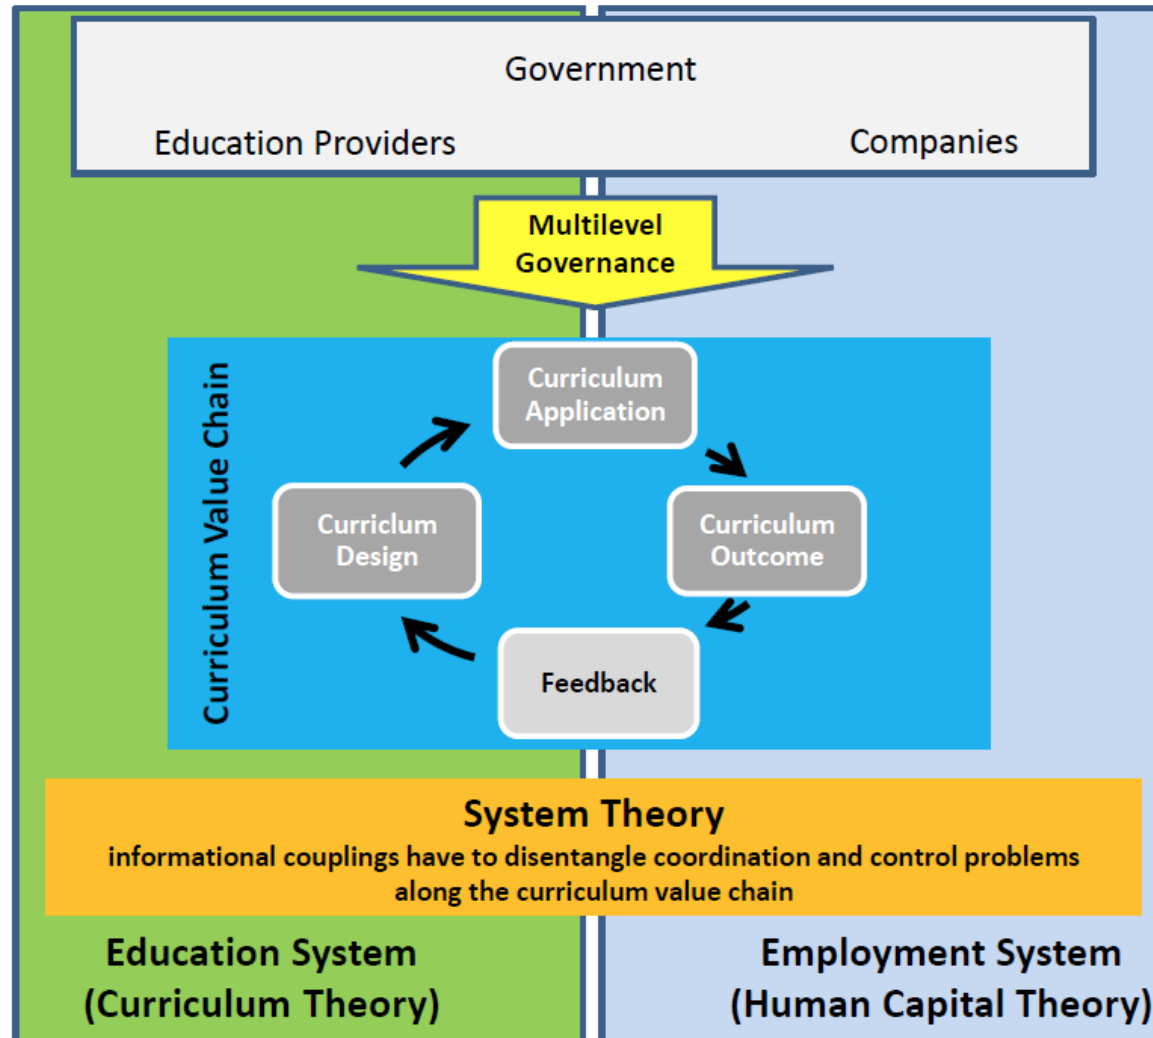 Government
Education Providers
Companies
Multilevel
Governance
Curriculum Value Chain
Curriculum
Application
Curriclum
Design
Curriculum
Outcome
Feedback
System Theory
informational couplings have to disentangle coordination and control problems
along the curriculum value chain
Education System
(Curriculum Theory)
Employment System
(Human Capital Theory)